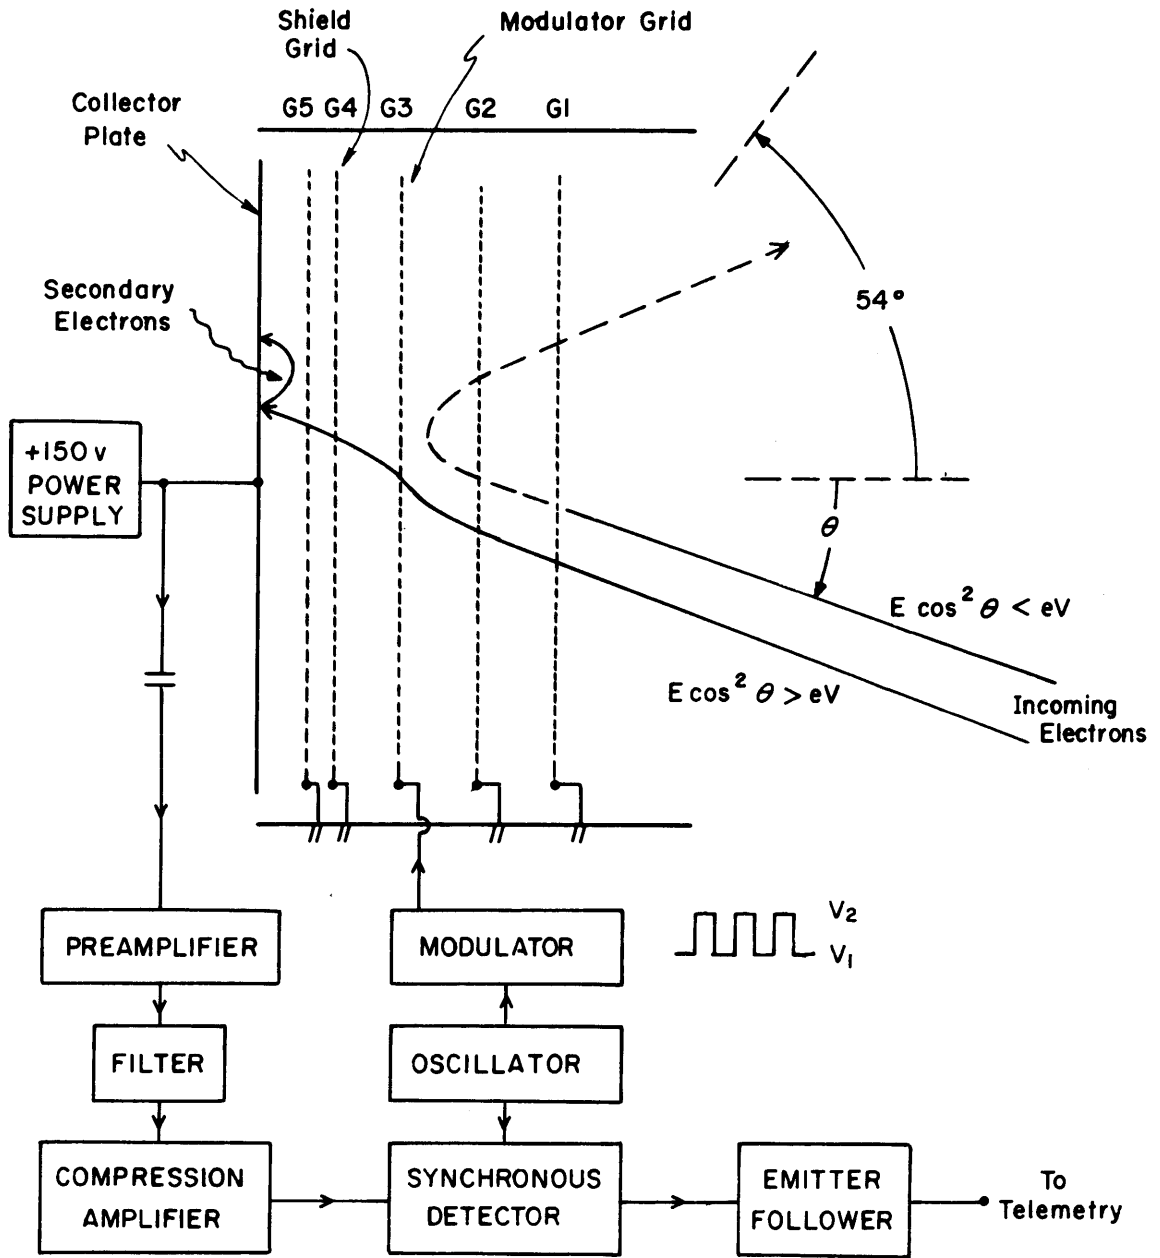 Shield
Grid
Modulator Grid
Collector
Plate
G5 G4 G3 G2 G1
54°
Secondary
Electrons
+150 v
POWER
SUPPLY
θ
E cos² θ < eV
E cos² θ > eV
Incoming
Electrons
PREAMPLIFIER
MODULATOR
V₂
V₁
FILTER
OSCILLATOR
COMPRESSION
AMPLIFIER
SYNCHRONOUS
DETECTOR
EMITTER
FOLLOWER
To
Telemetry